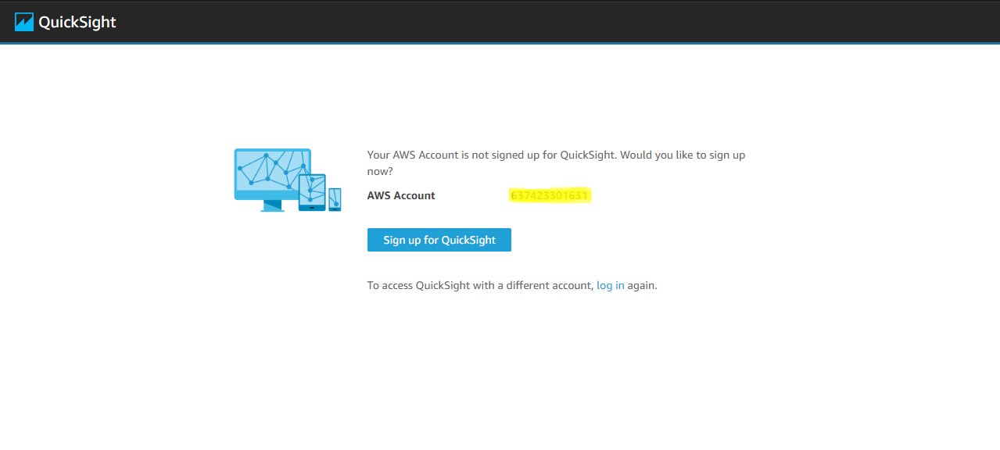 QuickSight
Your AWS Account is not signed up for QuickSight. Would you like to sign up
now?
AWS Account 637423301631
Sign up for QuickSight
To access QuickSight with a different account, log in again.